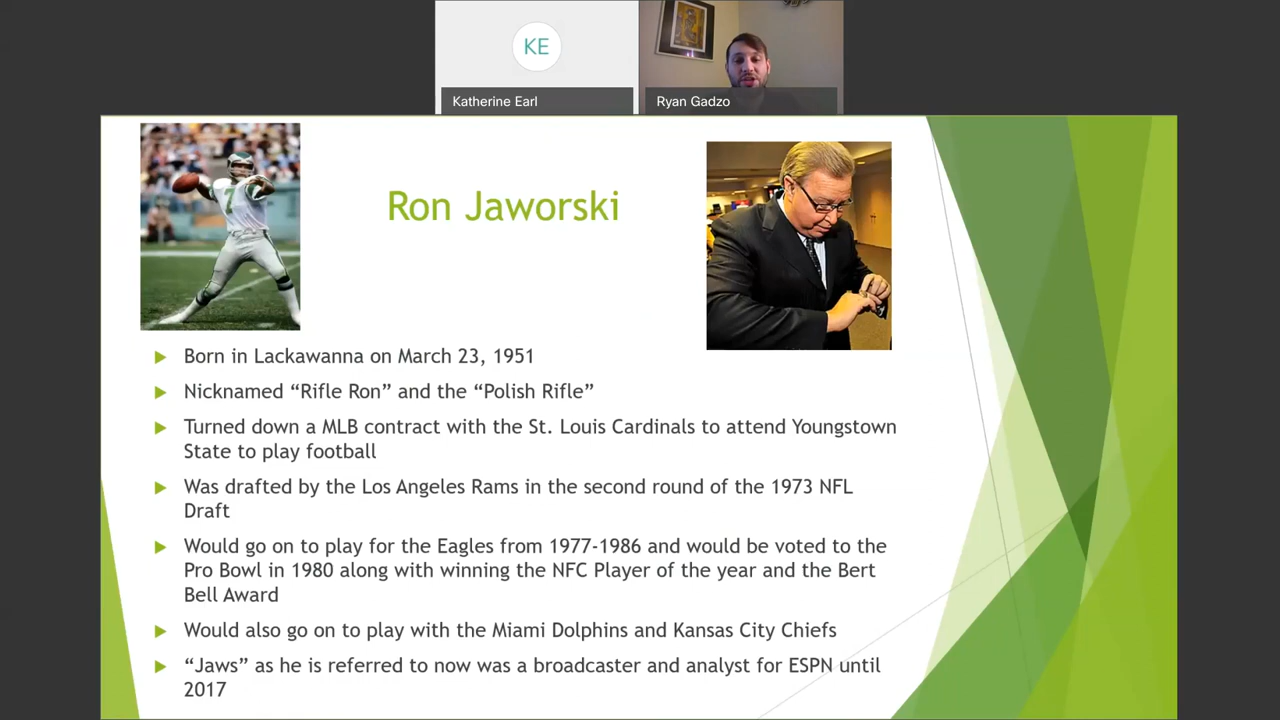 KE
Katherine Earl
Ryan Gadzo
7
Ron Jaworski
Born in Lackawanna on March 23, 1951
Nicknamed “Rifle Ron” and the “Polish Rifle”
Turned down a MLB contract with the St. Louis Cardinals to attend Youngstown
State to play football
Was drafted by the Los Angeles Rams in the second round of the 1973 NFL
Draft
Would go on to play for the Eagles from 1977-1986 and would be voted to the
Pro Bowl in 1980 along with winning the NFC Player of the year and the Bert
Bell Award
Would also go on to play with the Miami Dolphins and Kansas City Chiefs
“Jaws” as he is referred to now was a broadcaster and analyst for ESPN until
2017